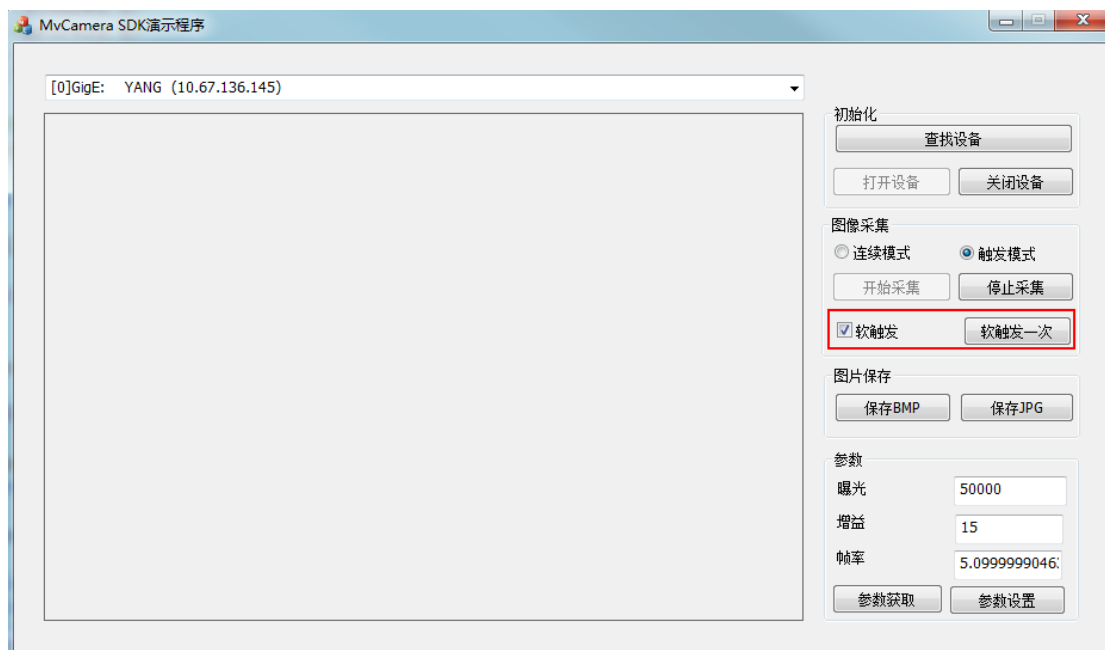 MvCamera SDK演示程序
[0]GigE: YANG (10.67.136.145)
初始化
查找设备
打开设备 关闭设备
图像采集
连续模式 触发模式
开始采集 停止采集
软触发 软触发一次
图片保存
保存BMP 保存JPG
参数
曝光 50000
增益 15
帧率 5.0999999046
参数获取 参数设置